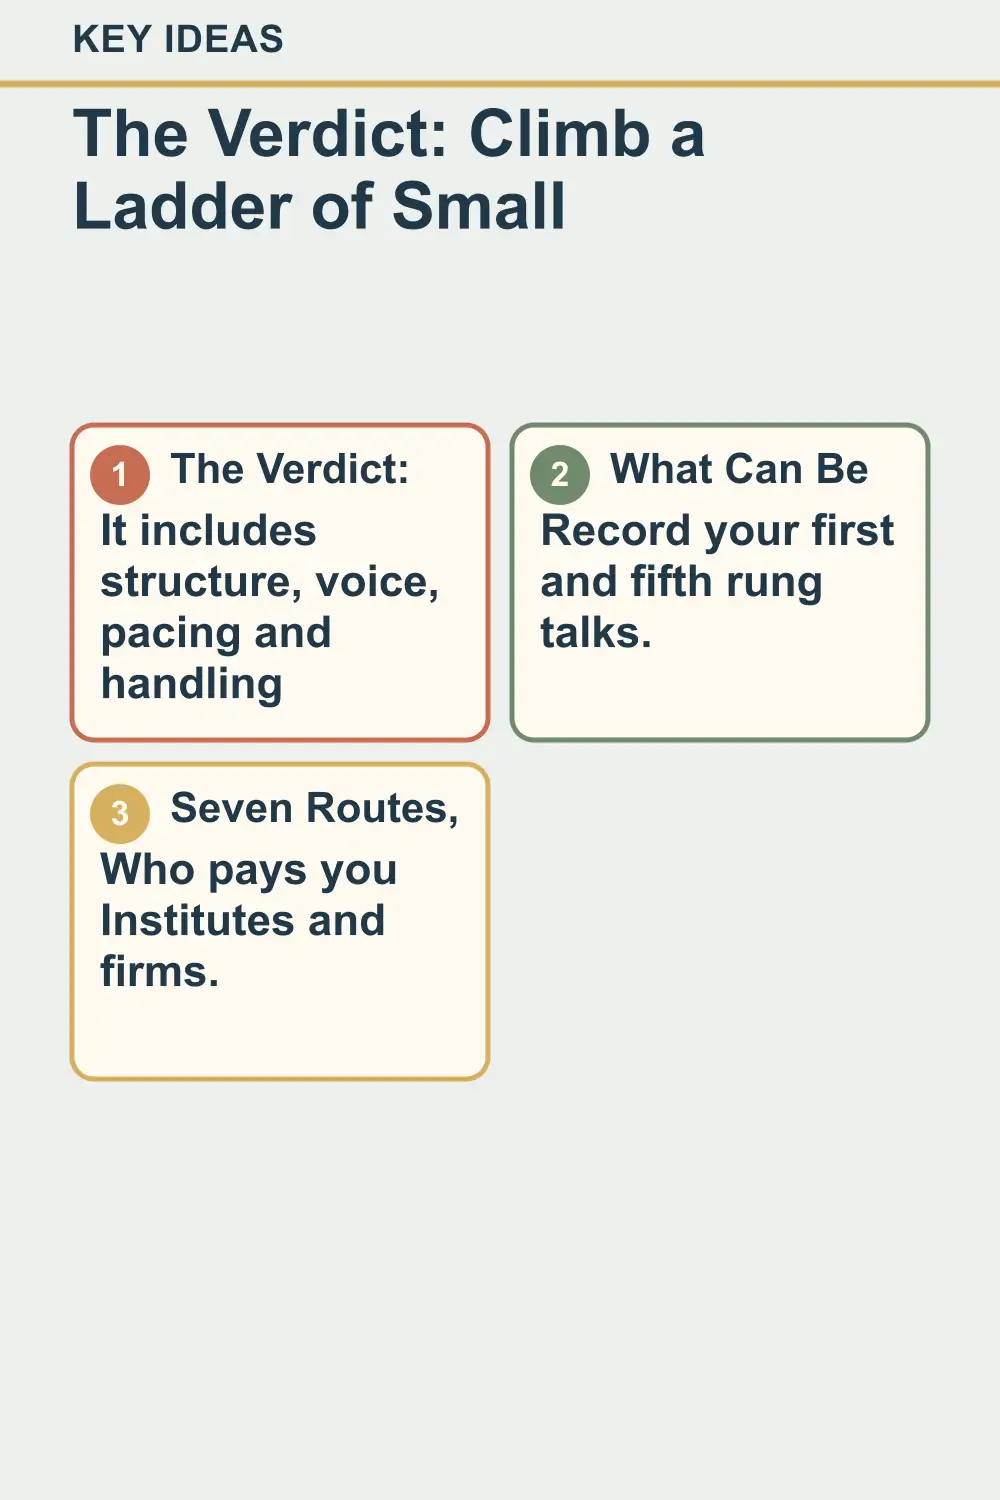 KEY IDEAS
The Verdict: Climb a
Ladder of Small
1 The Verdict:
It includes
structure, voice,
pacing and
handling
2 What Can Be
Record your first
and fifth rung
talks.
3 Seven Routes,
Who pays you
Institutes and
firms.